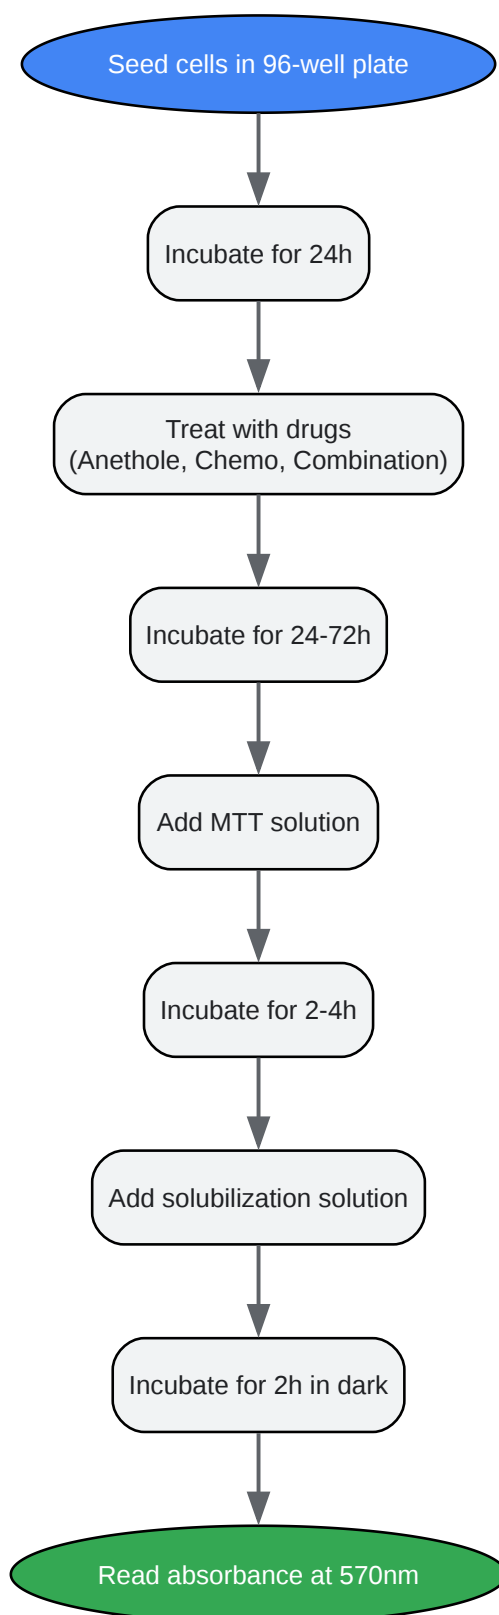 Seed cells in 96-well plate
Incubate for 24h
Treat with drugs
(Anethole, Chemo, Combination)
Incubate for 24-72h
Add MTT solution
Incubate for 2-4h
Add solubilization solution
Incubate for 2h in dark
Read absorbance at 570nm